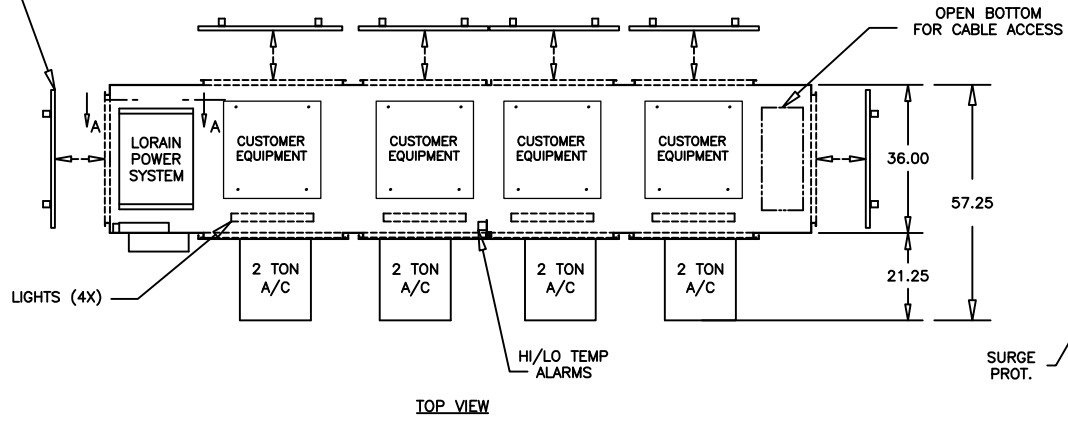 OPEN BOTTOM
FOR CABLE ACCESS
A
A
LORAIN
POWER
SYSTEM
CUSTOMER
EQUIPMENT
CUSTOMER
EQUIPMENT
CUSTOMER
EQUIPMENT
CUSTOMER
EQUIPMENT
36.00
57.25
2 TON
A/C
2 TON
A/C
2 TON
A/C
2 TON
A/C
21.25
LIGHTS (4X)
HI/LO TEMP
ALARMS
SURGE
PROT.
TOP VIEW